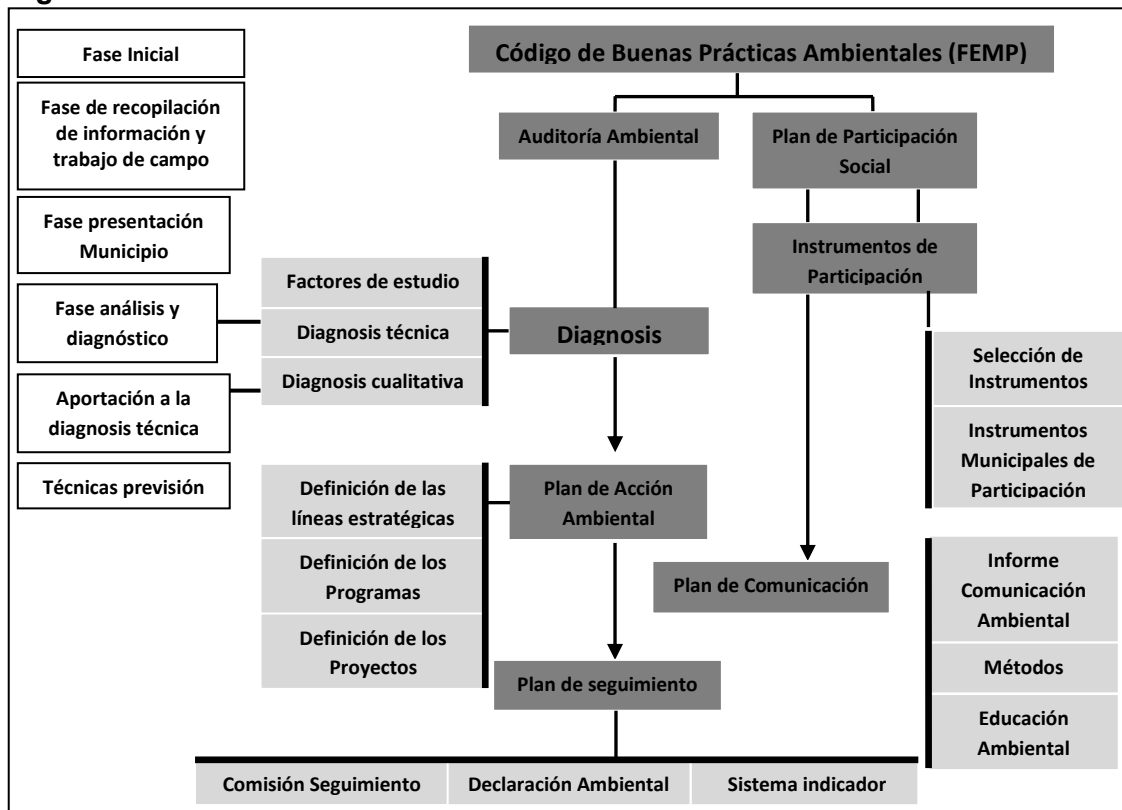 Fase Inicial
Fase de recopilación
de información y
trabajo de campo
Fase presentación
Municipio
Fase análisis y
diagnóstico
Aportación a la
diagnosis técnica
Técnicas previsión
Código de Buenas Prácticas Ambientales (FEMP)
Auditoría Ambiental
Plan de Participación
Social
Instrumentos de
Participación
Factores de estudio
Diagnosis técnica
Diagnosis cualitativa
Diagnosis
Selección de
Instrumentos
Instrumentos
Municipales de
Participación
Definición de las
líneas estratégicas
Definición de los
Programas
Definición de los
Proyectos
Plan de Acción
Ambiental
Plan de Comunicación
Informe
Comunicación
Ambiental
Métodos
Educación
Ambiental
Plan de seguimiento
Comisión Seguimiento
Declaración Ambiental
Sistema indicador